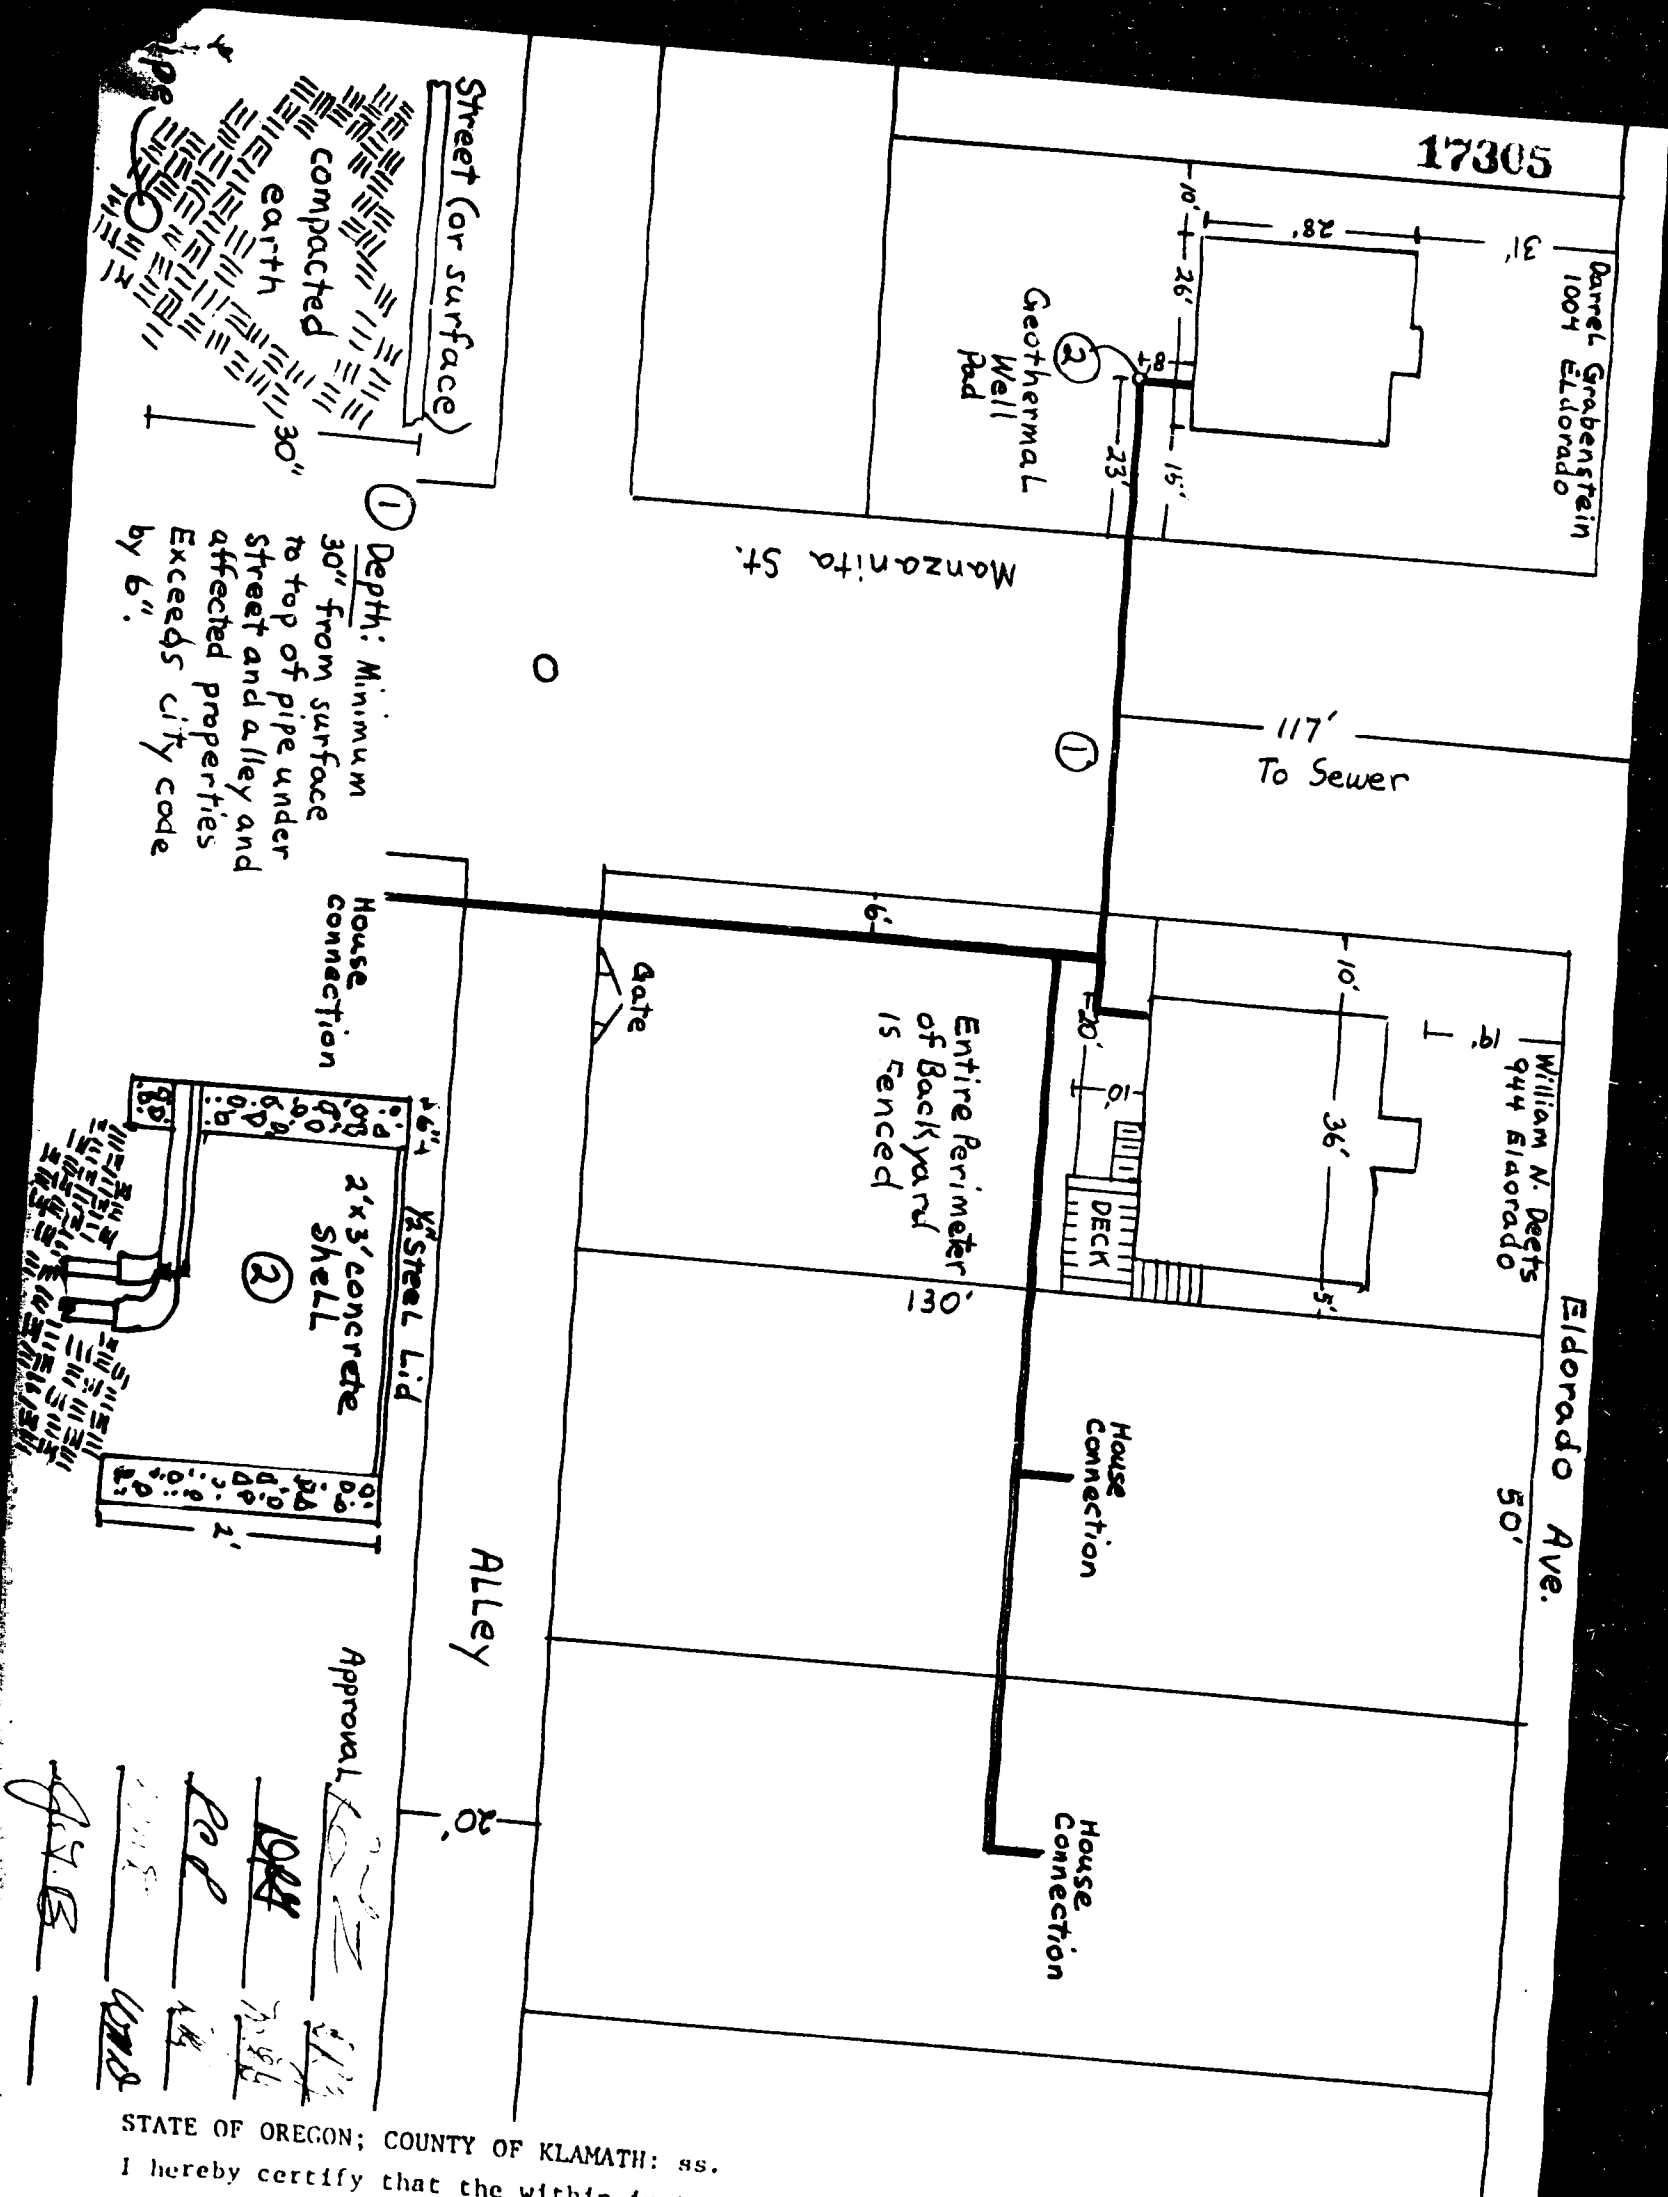 17305
Darrel Grabenstein
1004 ELdorado
31'
28'
10'
26'
8'
15'
23'
2
Geothermal
Well
Pad
Manzanita St.
117'
To Sewer
1
Eldorado Ave.
50'
William N. Deets
944 Eldorado
19'
10'
36'
5'
20'
10'
DECK
6'
Entire Perimeter
of Back yard
is Fenced
130'
Gate
House
Connection
House
Connection
House
connection
ALLey
20'
Street (or surface)
compacted
earth
30"
1 Depth: Minimum
30" from surface
to top of pipe under
street and alley and
affected properties
Exceeds city code
by 6".
6"
1/2" Steel Lid
2'x3' concrete
Shell
2
2'
Approval
STATE OF OREGON; COUNTY OF KLAMATH: ss.
I hereby certify that the within